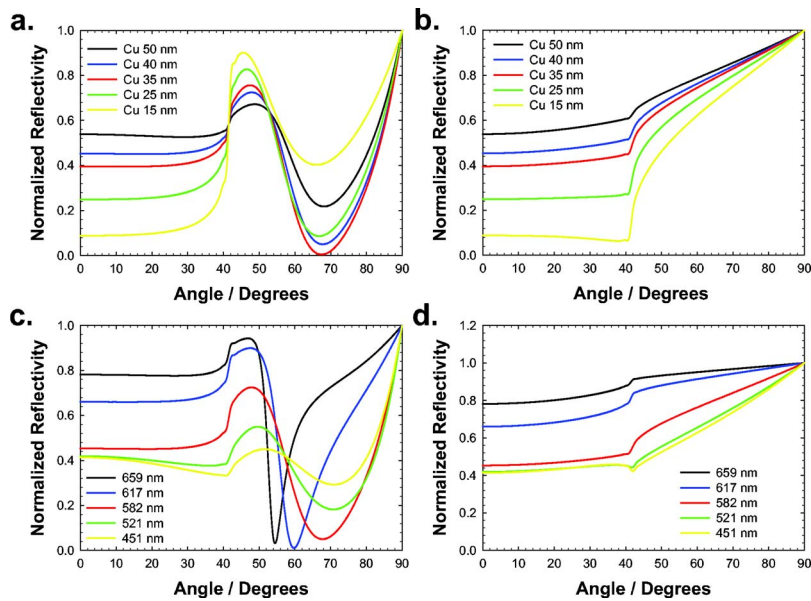 a.
Normalized Reflectivity
1.0
0.8
0.6
0.4
0.2
0.0
Cu 50 nm
Cu 40 nm
Cu 35 nm
Cu 25 nm
Cu 15 nm
0 10 20 30 40 50 60 70 80 90
Angle / Degrees
b.
Normalized Reflectivity
1.0
0.8
0.6
0.4
0.2
0.0
Cu 50 nm
Cu 40 nm
Cu 35 nm
Cu 25 nm
Cu 15 nm
0 10 20 30 40 50 60 70 80 90
Angle / Degrees
c.
Normalized Reflectivity
1.0
0.8
0.6
0.4
0.2
0.0
659 nm
617 nm
582 nm
521 nm
451 nm
0 10 20 30 40 50 60 70 80 90
Angle / Degrees
d.
Normalized Reflectivity
1.2
1.0
0.8
0.6
0.4
0.2
0.0
659 nm
617 nm
582 nm
521 nm
451 nm
0 10 20 30 40 50 60 70 80 90
Angle / Degrees